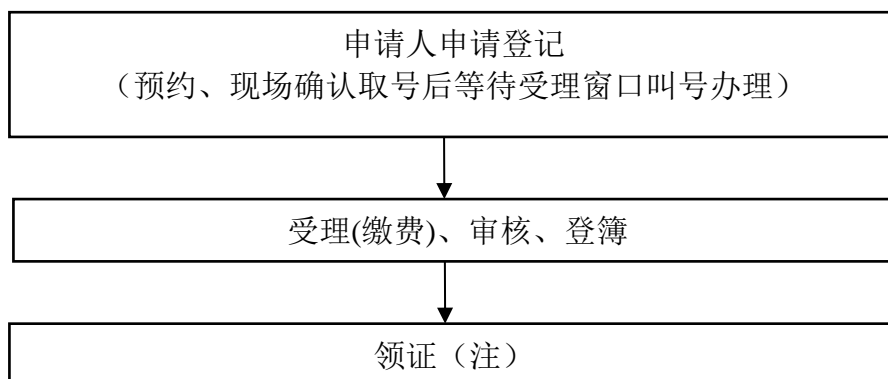 申请人申请登记
（预约、现场确认取号后等待受理窗口叫号办理）
受理(缴费)、审核、登簿
领证（注）